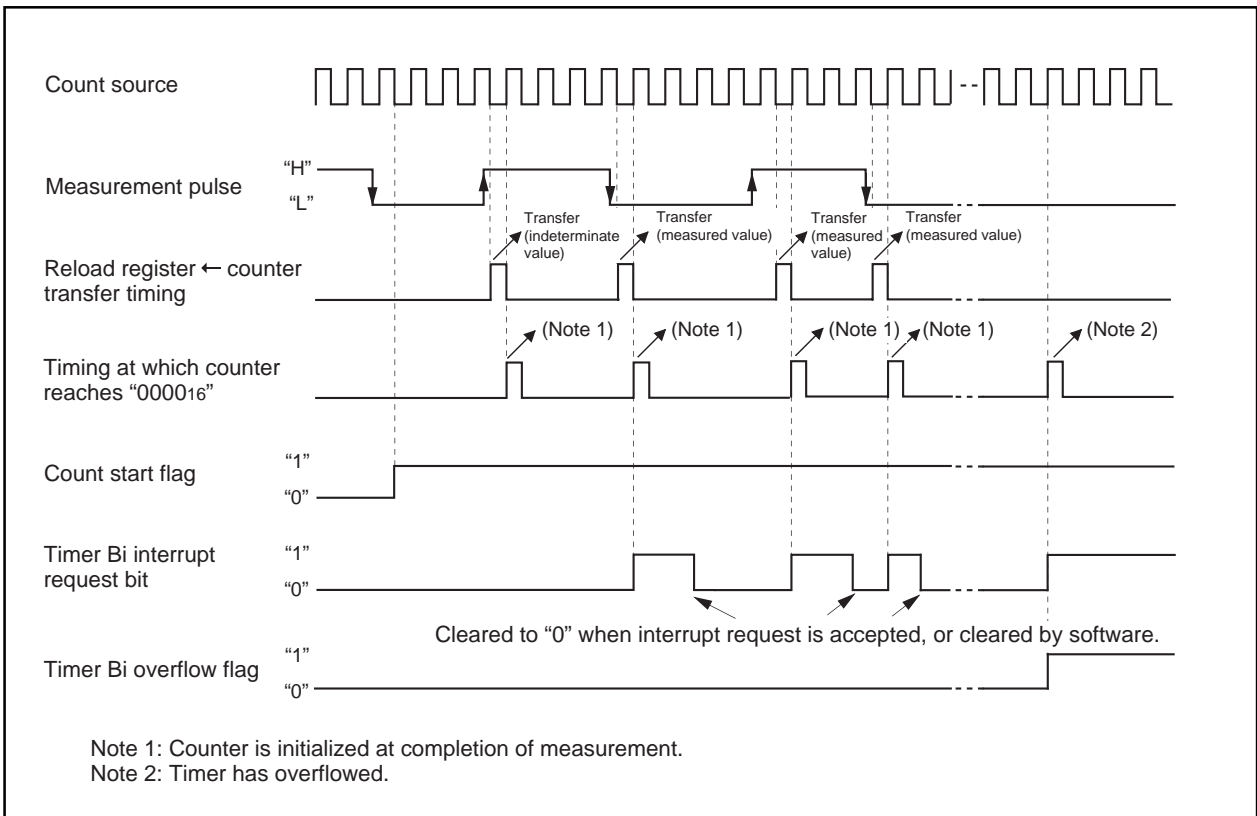 Count source
“H”
Measurement pulse
“L”
Transfer
(indeterminate
value)
Transfer
(measured value)
Transfer
(measured
value)
Transfer
(measured value)
Reload register ← counter
transfer timing
(Note 1)
(Note 1)
(Note 1)
(Note 1)
(Note 2)
Timing at which counter
reaches “000016”
Count start flag
“1”
“0”
Timer Bi interrupt
request bit
“1”
“0”
Cleared to “0” when interrupt request is accepted, or cleared by software.
Timer Bi overflow flag
“1”
“0”
Note 1: Counter is initialized at completion of measurement.
Note 2: Timer has overflowed.